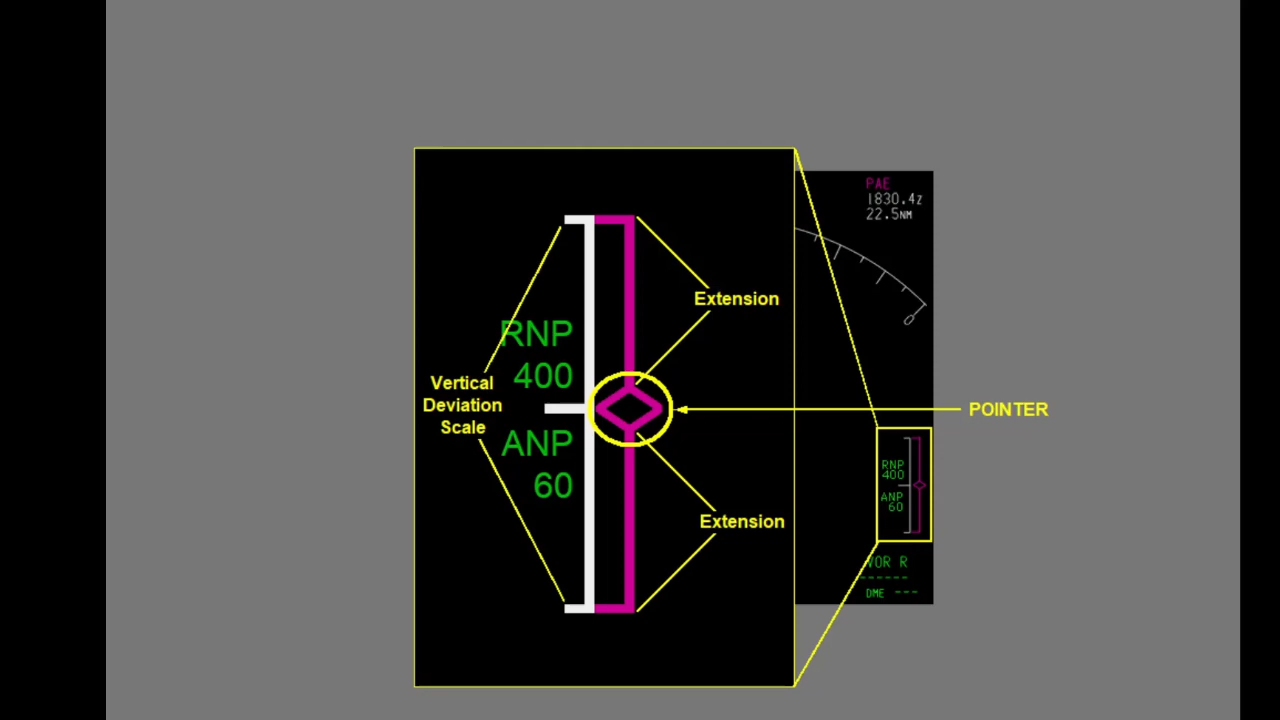 PAE
1830.4z
22.5NM
Extension
RNP
400
Vertical
Deviation
Scale
POINTER
ANP
60
RNP
400
ANP
60
Extension
VOR R
------
DME ---